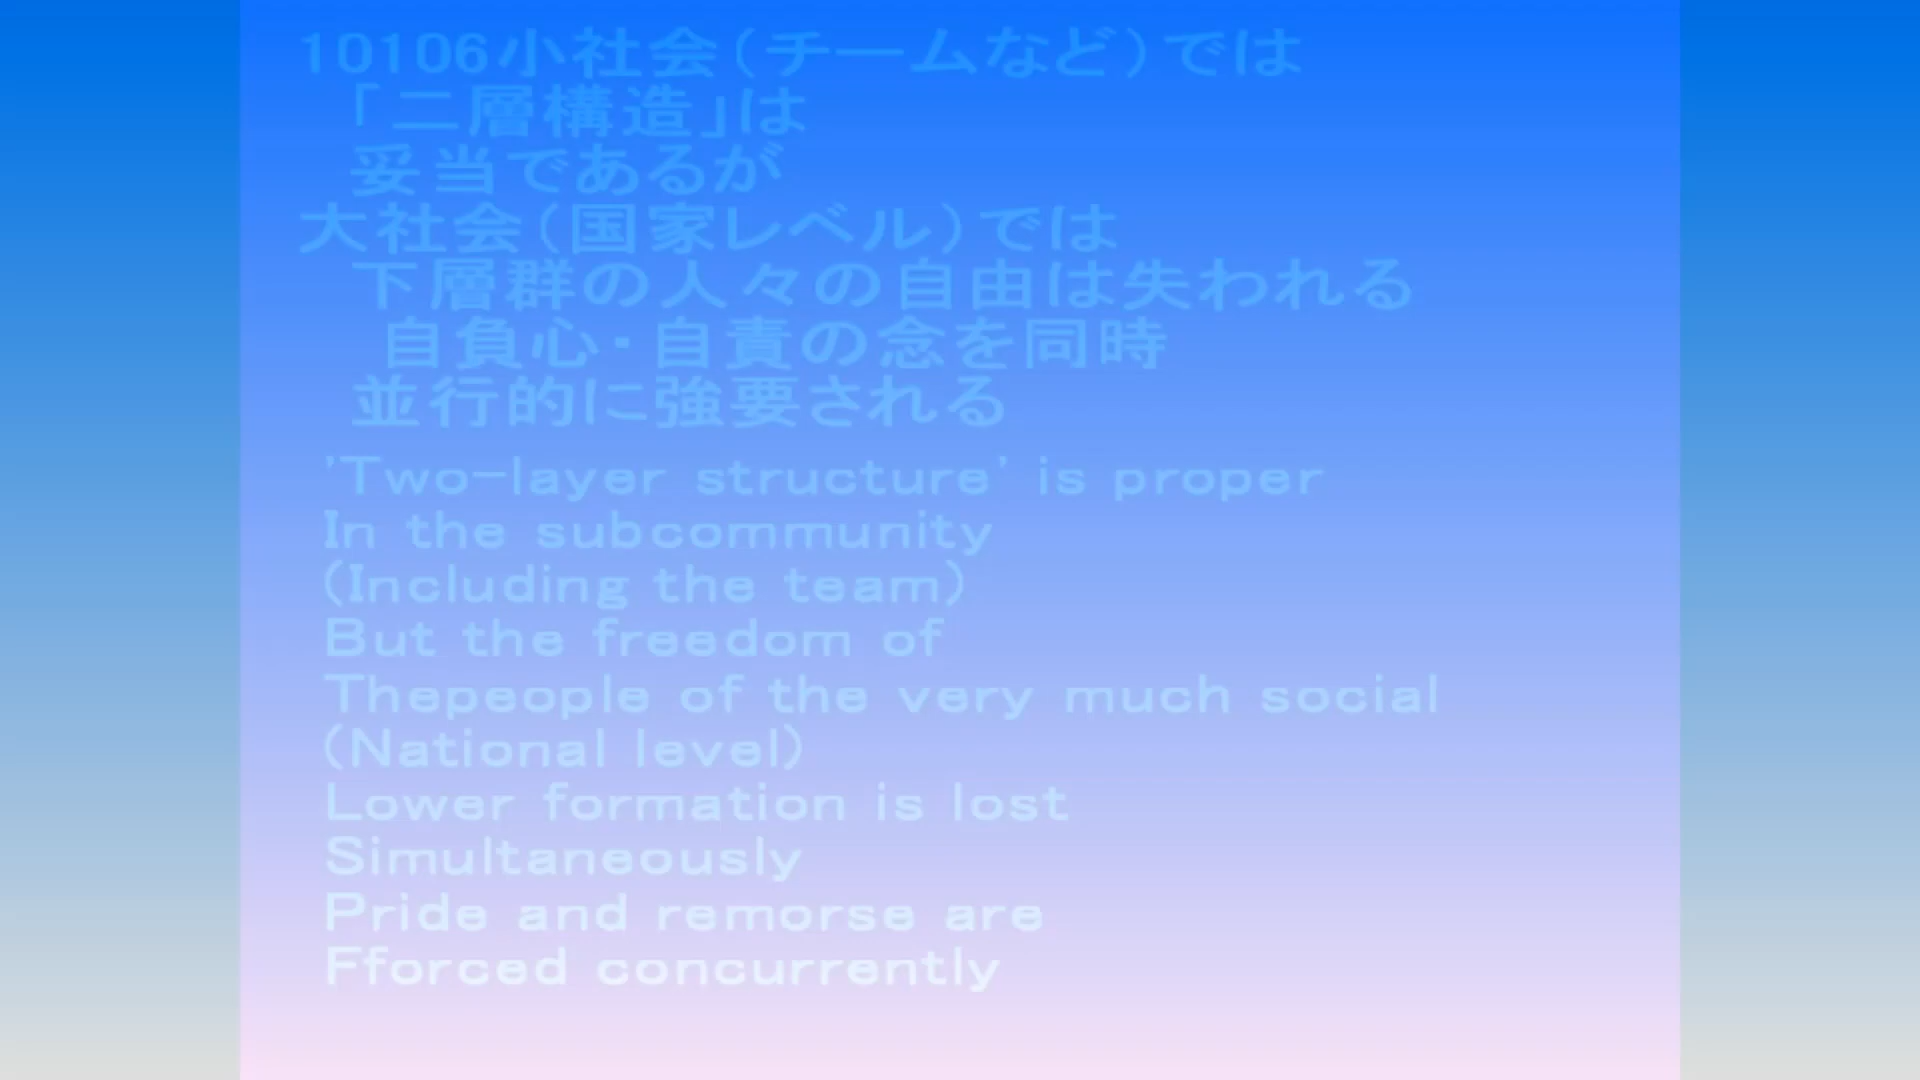 10106小社会（チームなど）では
「二層構造」は
妥当であるが
大社会（国家レベル）では
下層群の人々の自由は失われる
自負心・自責の念を同時
並行的に強要される
'Two-layer structure' is proper
In the subcommunity
(Including the team)
But the freedom of
Thepeople of the very much social
(National level)
Lower formation is lost
Simultaneously
Pride and remorse are
Fforced concurrently